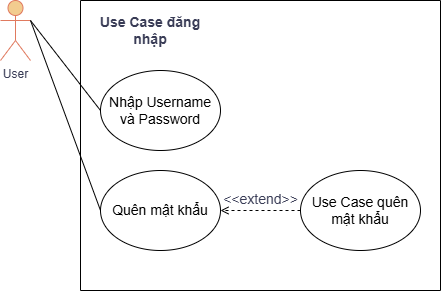 Use Case đăng
nhập
User
Nhập Username
và Password
Quên mật khẩu
<<extend>>
Use Case quên
mật khẩu